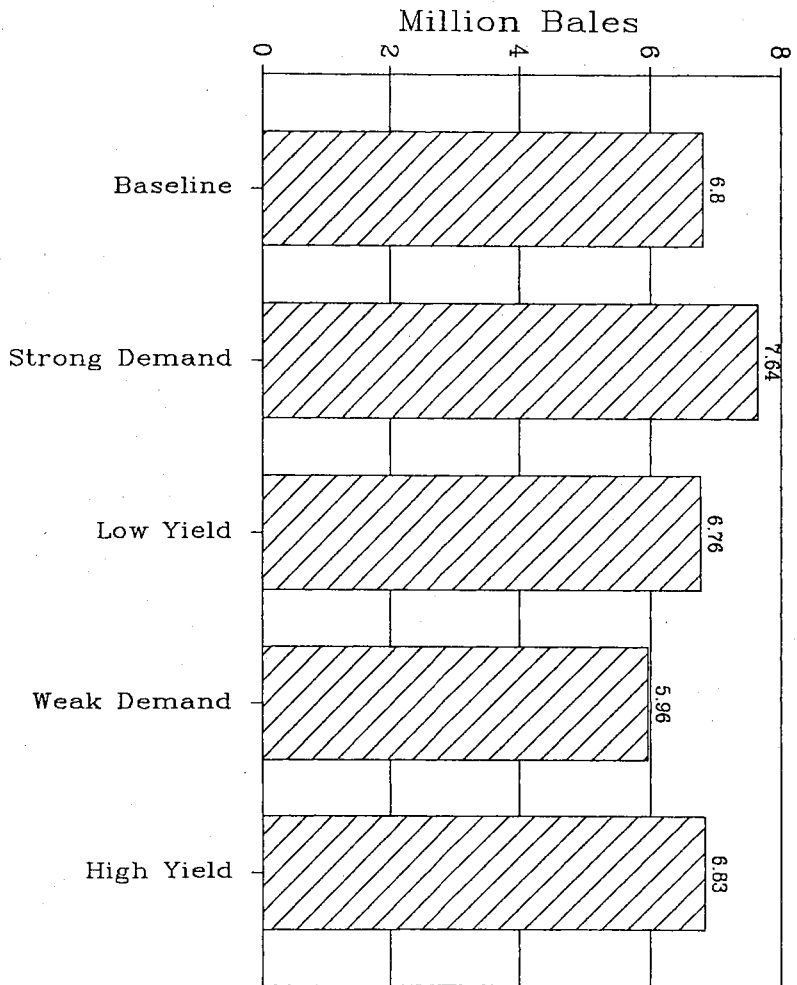 Million Bales
0
2
4
6
8
Baseline
6.8
Strong Demand
7.64
Low Yield
6.76
Weak Demand
5.96
High Yield
6.83